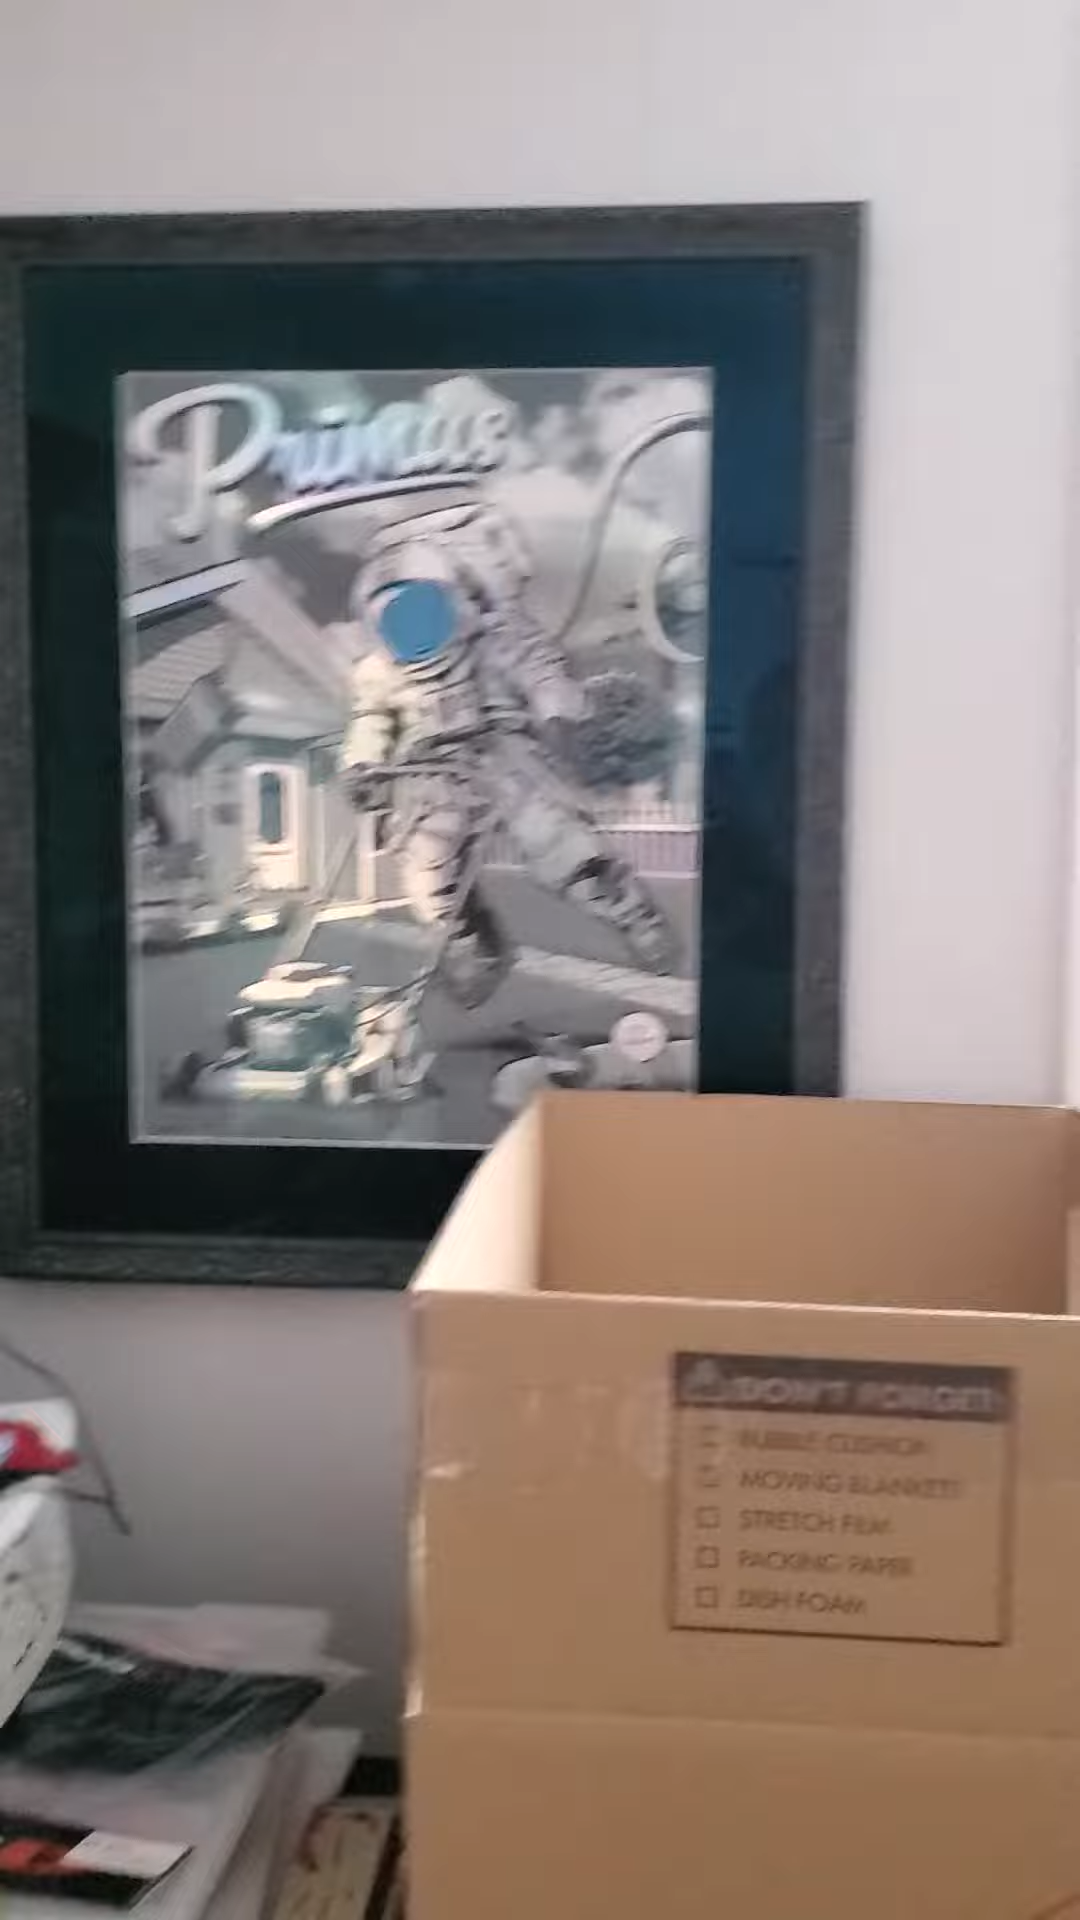 Primus
DON'T FORGET
BUBBLE CUSHION
MOVING BLANKETS
STRETCH FILM
PACKING PAPER
DISH FOAM